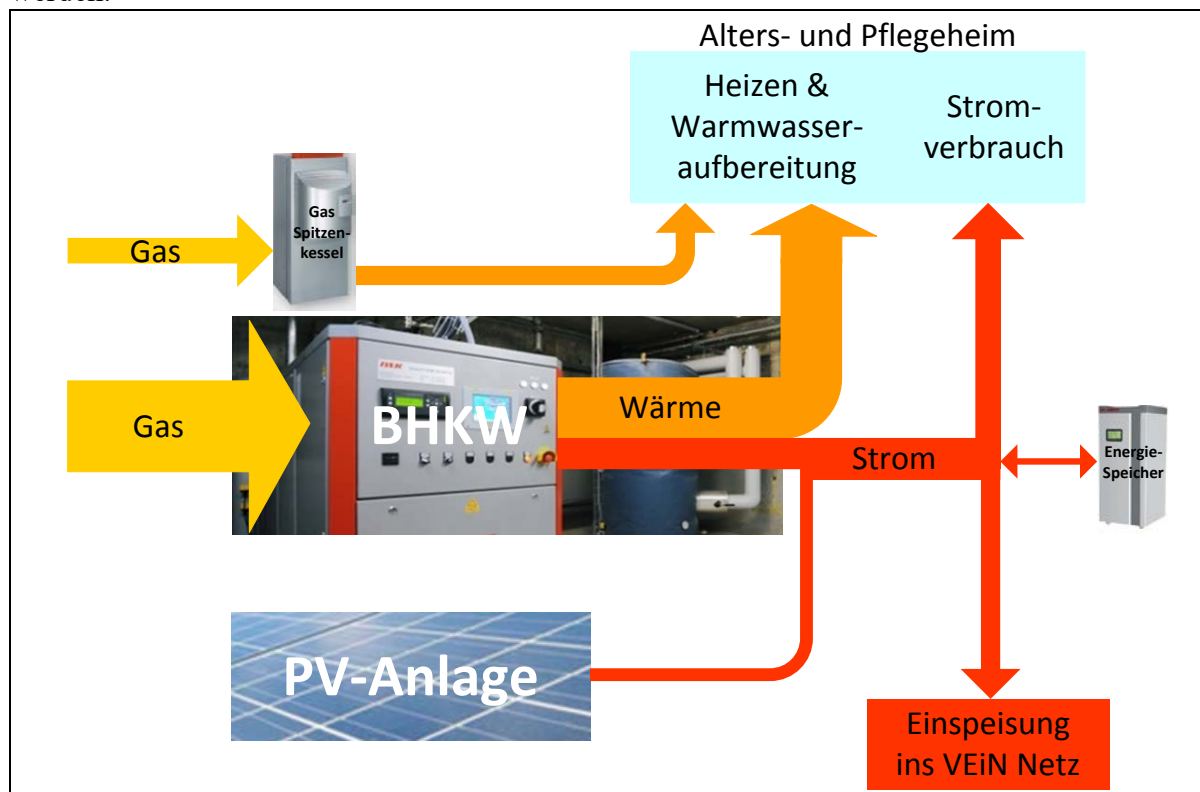 Alters- und Pflegeheim
Heizen &
Warmwasser-
aufbereitung
Strom-
verbrauch
Gas
Spitzen-
kessel
Gas
Gas
BHKW
Wärme
Strom
Energie-
Speicher
PV-Anlage
Einspeisung
ins VEiN Netz